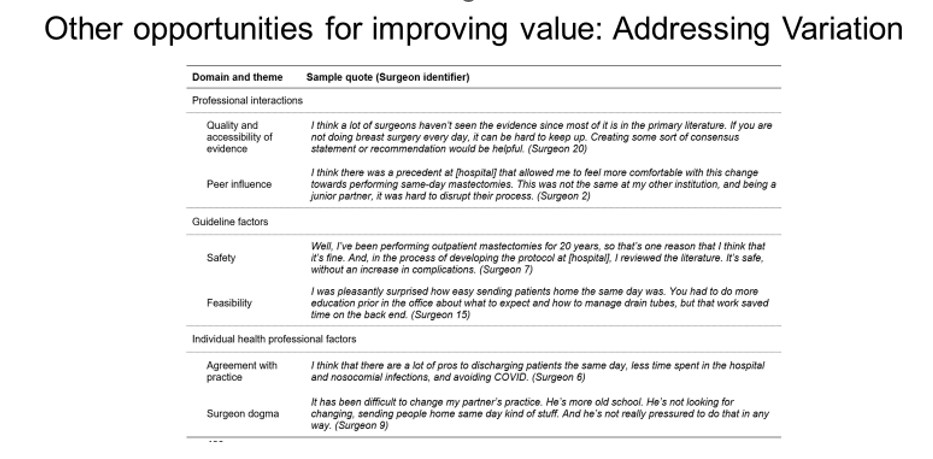 Other opportunities for improving value: Addressing Variation
Domain and theme Sample quote (Surgeon identifier)
Professional interactions
Quality and accessibility of evidence
I think a lot of surgeons haven't seen the evidence since most of it is in the primary literature. If you are
not doing breast surgery every day, it can be hard to keep up. Creating some sort of consensus
statement or recommendation would be helpful. (Surgeon 20)
Peer influence
I think there was a precedent at [hospital] that allowed me to feel more comfortable with this change
towards performing same-day mastectomies. This was not the same at my other institution, and being a
junior partner, it was hard to disrupt their process. (Surgeon 2)
Guideline factors
Safety
Well, I've been performing outpatient mastectomies for 20 years, so that's one reason that I think that
it's fine. And, in the process of developing the protocol at [hospital], I reviewed the literature. It's safe,
without an increase in complications. (Surgeon 7)
Feasibility
I was pleasantly surprised how easy sending patients home the same day was. You had to do more
education prior in the office about what to expect and how to manage drain tubes, but that work saved
time on the back end. (Surgeon 15)
Individual health professional factors
Agreement with practice
I think that there are a lot of pros to discharging patients the same day, less time spent in the hospital
and nosocomial infections, and avoiding COVID. (Surgeon 6)
Surgeon dogma
It has been difficult to change my partner's practice. He's more old school. He's not looking for
changing, sending people home same day kind of stuff. And he's not really pressured to do that in any
way. (Surgeon 9)